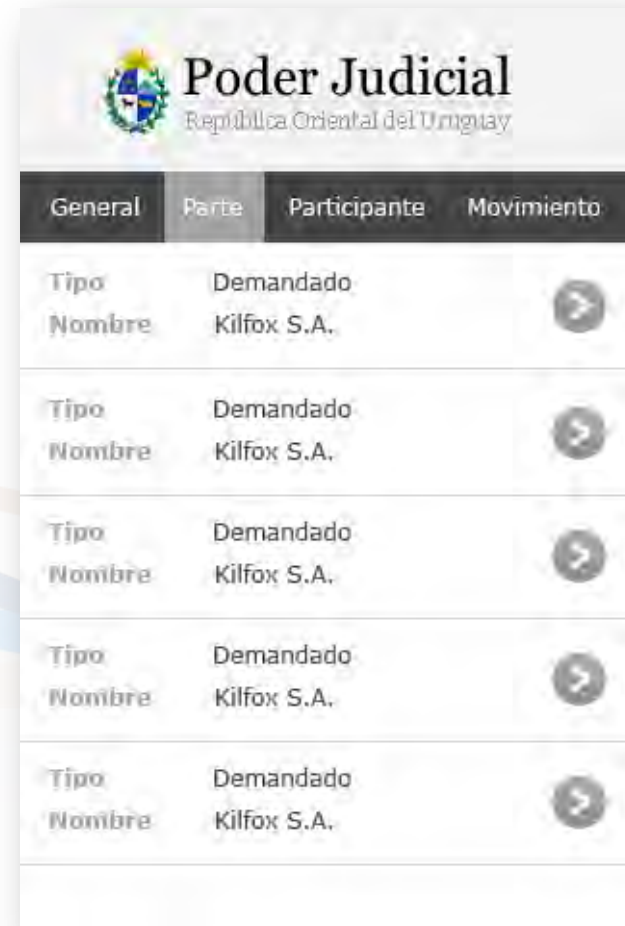 Poder Judicial
República Oriental del Uruguay
General Parte Participante Movimiento
Tipo Demandado
Nombre Kilfox S.A.
Tipo Demandado
Nombre Kilfox S.A.
Tipo Demandado
Nombre Kilfox S.A.
Tipo Demandado
Nombre Kilfox S.A.
Tipo Demandado
Nombre Kilfox S.A.